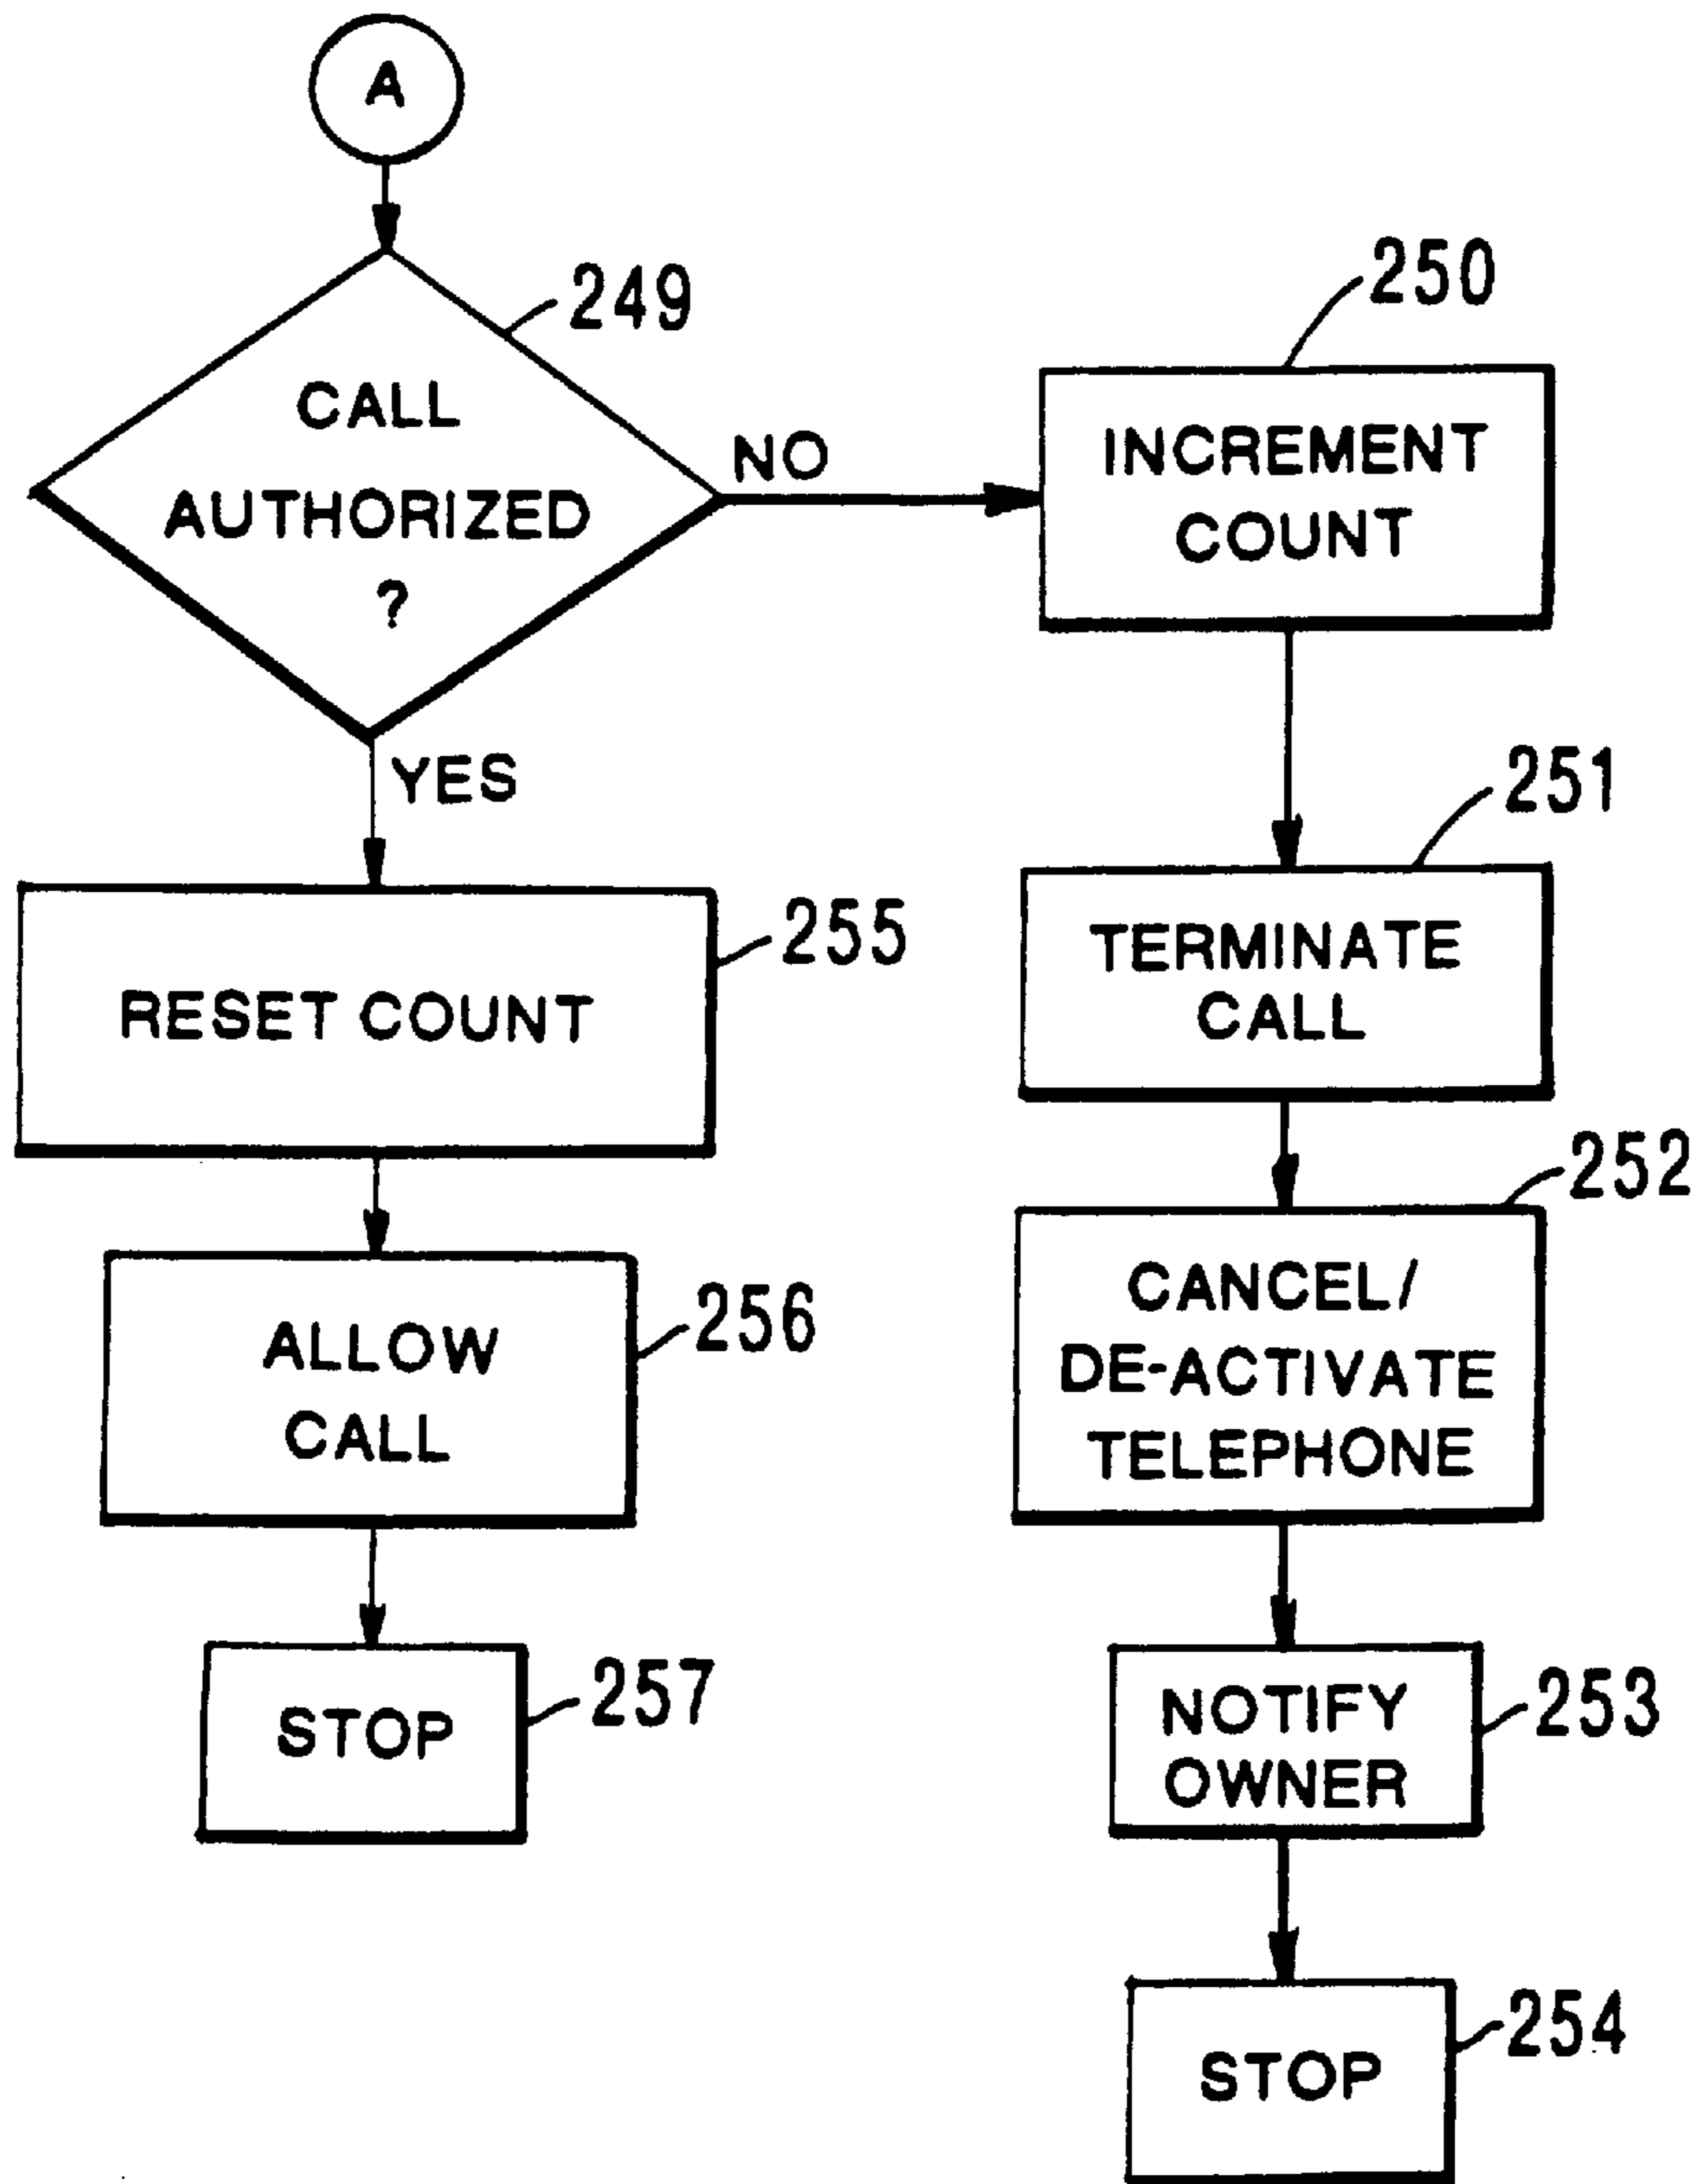 A
249
CALL
AUTHORIZED
?
NO
YES
250
INCREMENT
COUNT
251
TERMINATE
CALL
252
CANCEL/
DE-ACTIVATE
TELEPHONE
253
NOTIFY
OWNER
254
STOP
255
RESET COUNT
256
ALLOW
CALL
257
STOP